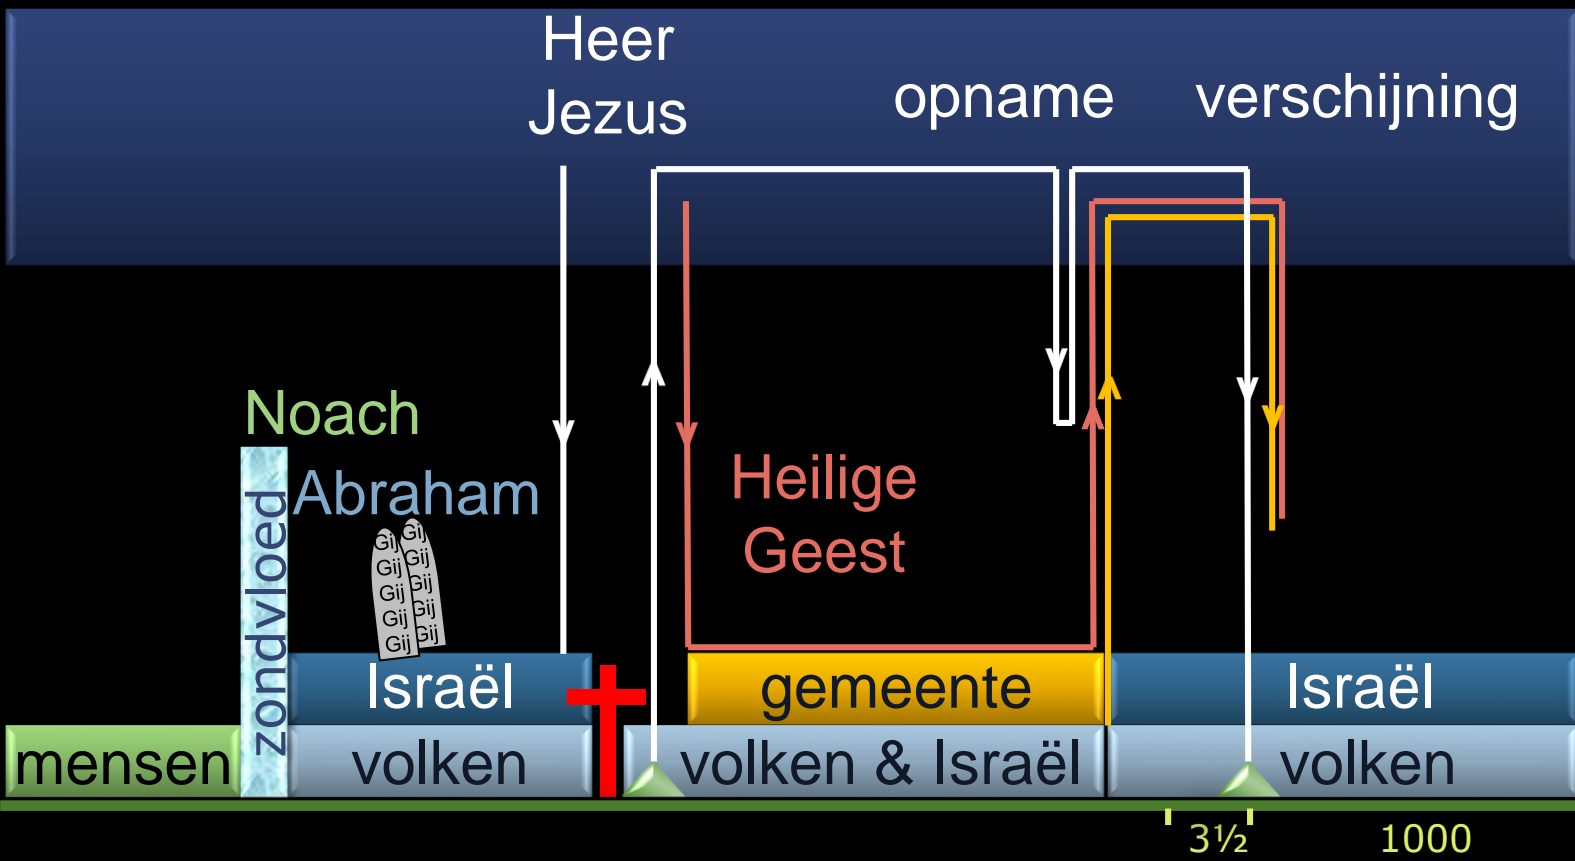 Heer
Jezus
opname
verschijning
Noach
Abraham
zondvloed
Gij
Gij
Gij
Gij
Gij
Gij
Gij
Gij
Gij
Gij
Heilige
Geest
Israël
gemeente
Israël
mensen
volken
volken & Israël
volken
3½
1000